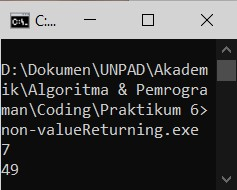 C:...
D:\Dokumen\UNPAD\Akadem
ik\Algoritma & Pemrogra
man\Coding\Praktikum 6>
non-valueReturning.exe
7
49